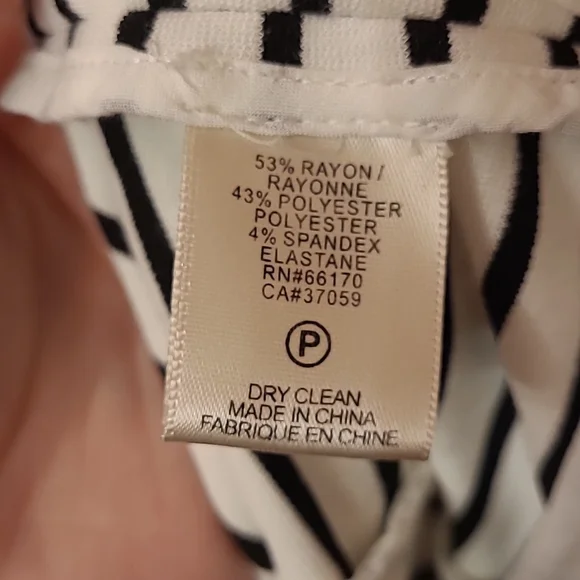 53% RAYON /
RAYONNE
43% POLYESTER
POLYESTER
4% SPANDEX
ELASTANE
RN#66170
CA#37059
P
DRY CLEAN
MADE IN CHINA
FABRIQUE EN CHINE